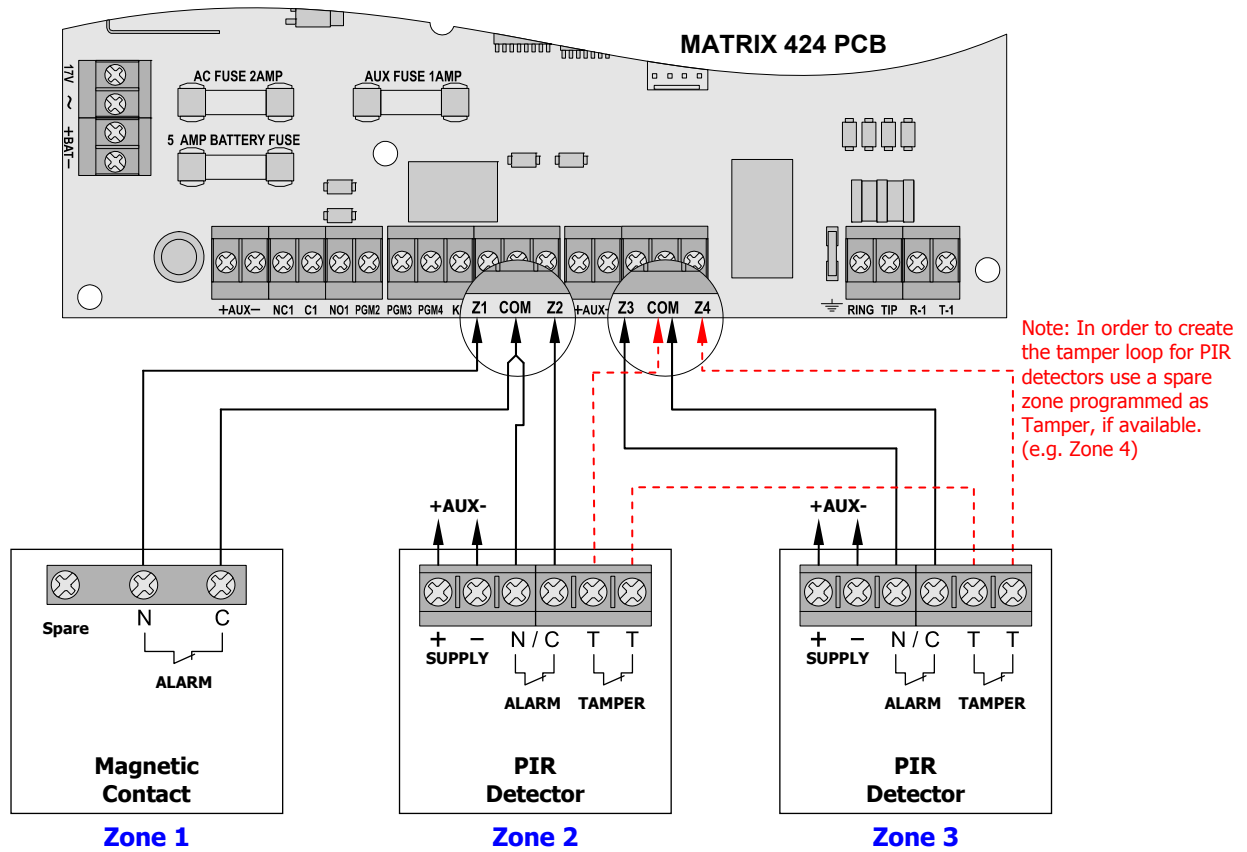 MATRIX 424 PCB
17V ~ +BAT-
AC FUSE 2AMP
AUX FUSE 1AMP
5 AMP BATTERY FUSE
+AUX- NC1 C1 NO1 PGM2 PGM3 PGM4 K Z1 COM Z2 +AUX- Z3 COM Z4 RING TIP R-1 T-1
Note: In order to create
the tamper loop for PIR
detectors use a spare
zone programmed as
Tamper, if available.
(e.g. Zone 4)
+AUX-
+AUX-
Spare N C
ALARM
Magnetic
Contact
Zone 1
+ - N / C T T
SUPPLY
ALARM TAMPER
PIR
Detector
Zone 2
+ - N / C T T
SUPPLY
ALARM TAMPER
PIR
Detector
Zone 3